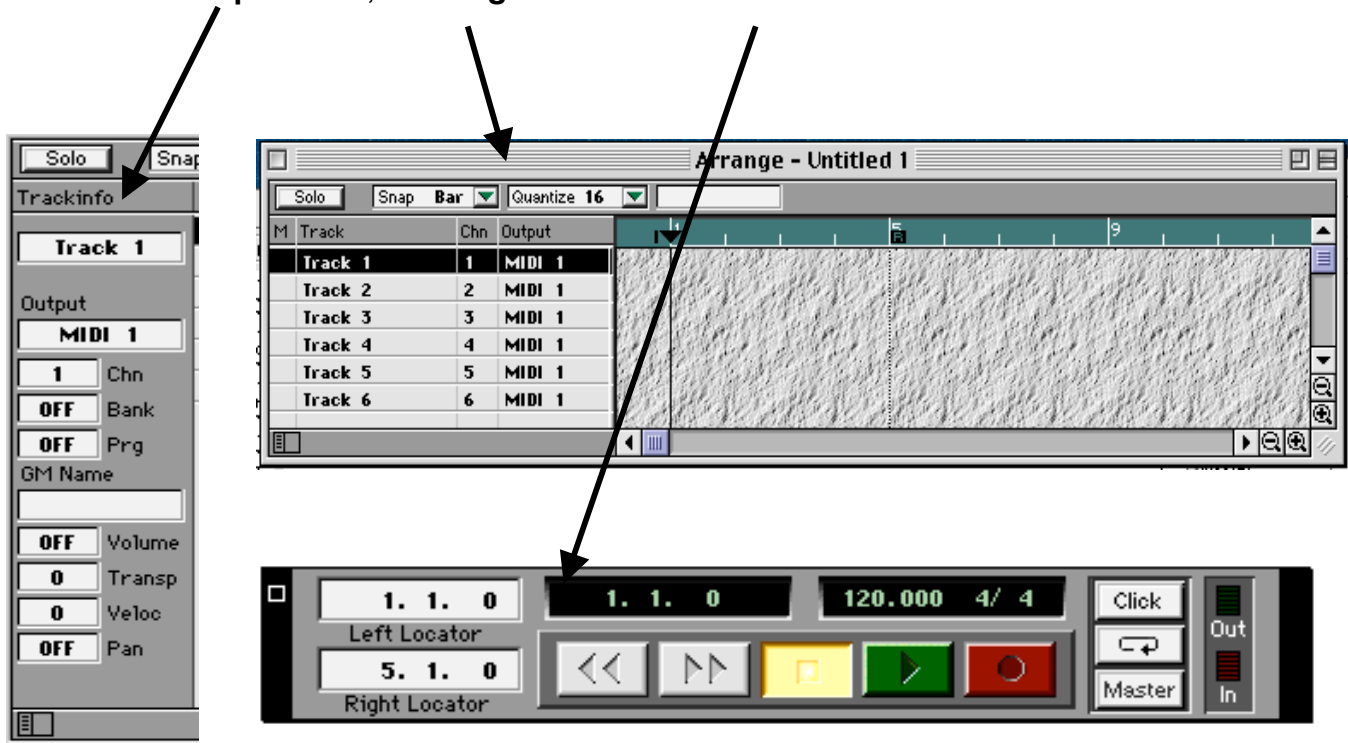 Solo Snap
Trackinfo
Track 1
Output
MIDI 1
1 Chn
OFF Bank
OFF Prg
GM Name
OFF Volume
0 Transp
0 Veloc
OFF Pan
Arrange - Untitled 1
Solo Snap Bar Quantize 16
M Track Chn Output 1 5 9
Track 1 1 MIDI 1
Track 2 2 MIDI 1
Track 3 3 MIDI 1
Track 4 4 MIDI 1
Track 5 5 MIDI 1
Track 6 6 MIDI 1
1. 1. 0 1. 1. 0 120.000 4/ 4 Click
Left Locator Out
5. 1. 0
Right Locator Master In